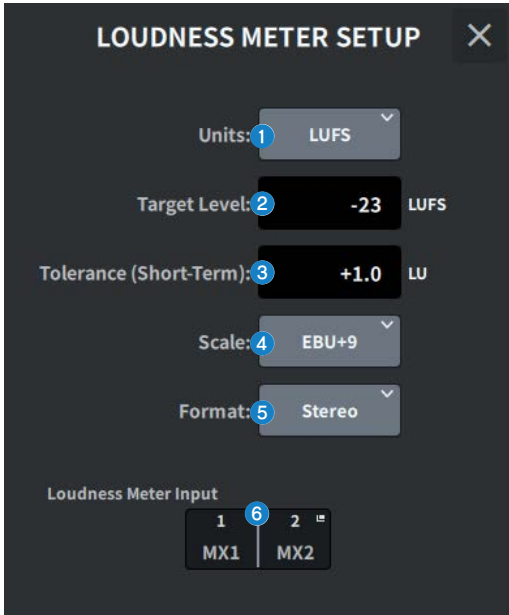 LOUDNESS METER SETUP
Units: 1 LUFS
Target Level: 2 -23 LUFS
Tolerance (Short-Term): 3 +1.0 LU
Scale: 4 EBU+9
Format: 5 Stereo
Loudness Meter Input
6
1 2
MX1 MX2